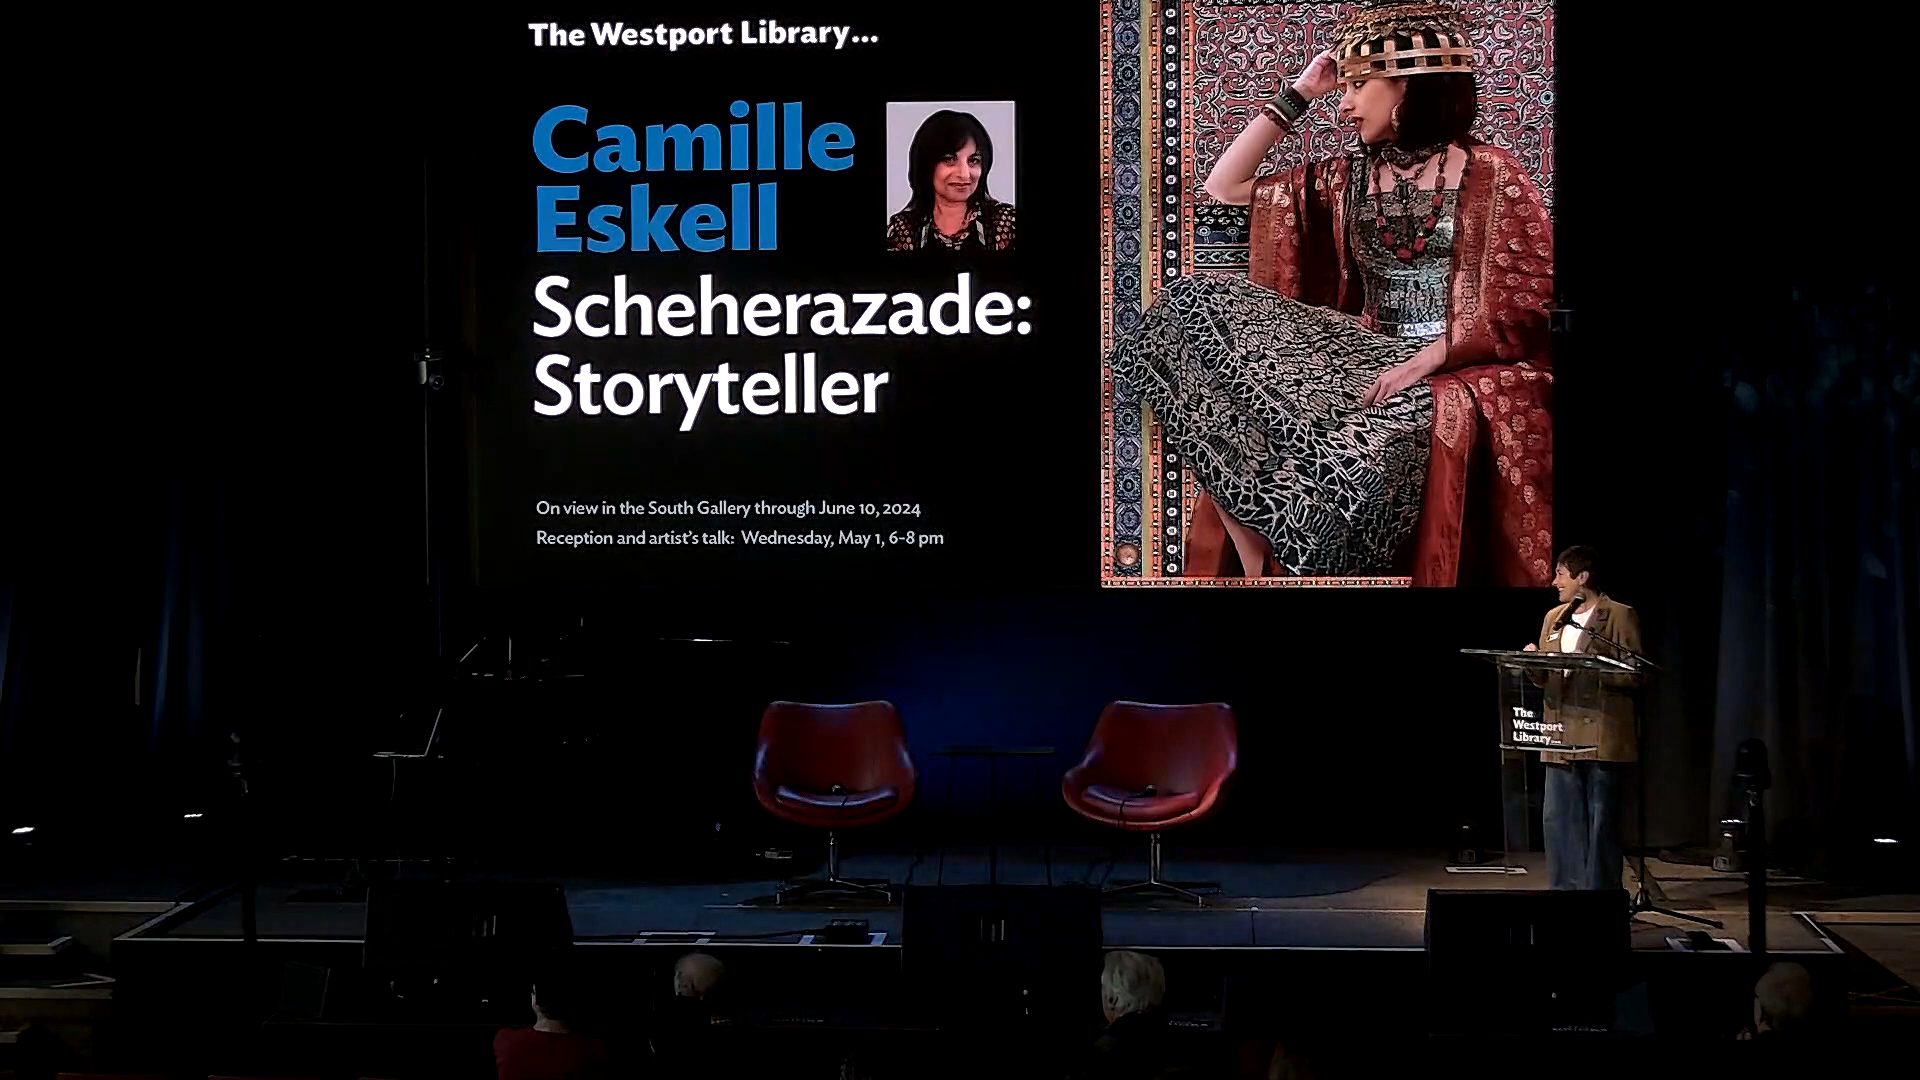 The Westport Library...
Camille
Eskell
Scheherazade:
Storyteller
On view in the South Gallery through June 10, 2024
Reception and artist's talk: Wednesday, May 1, 6-8 pm
The
Westport
Library...